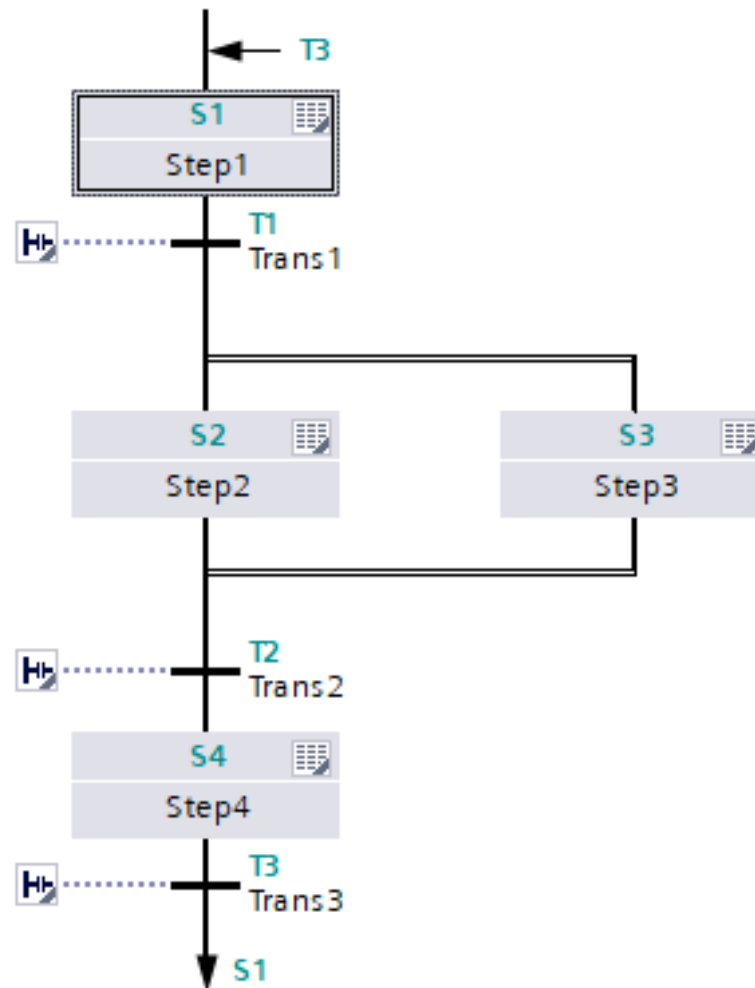 T3
S1
Step1
T1
Trans1
S2
S3
Step2
Step3
T2
Trans2
S4
Step4
T3
Trans3
S1